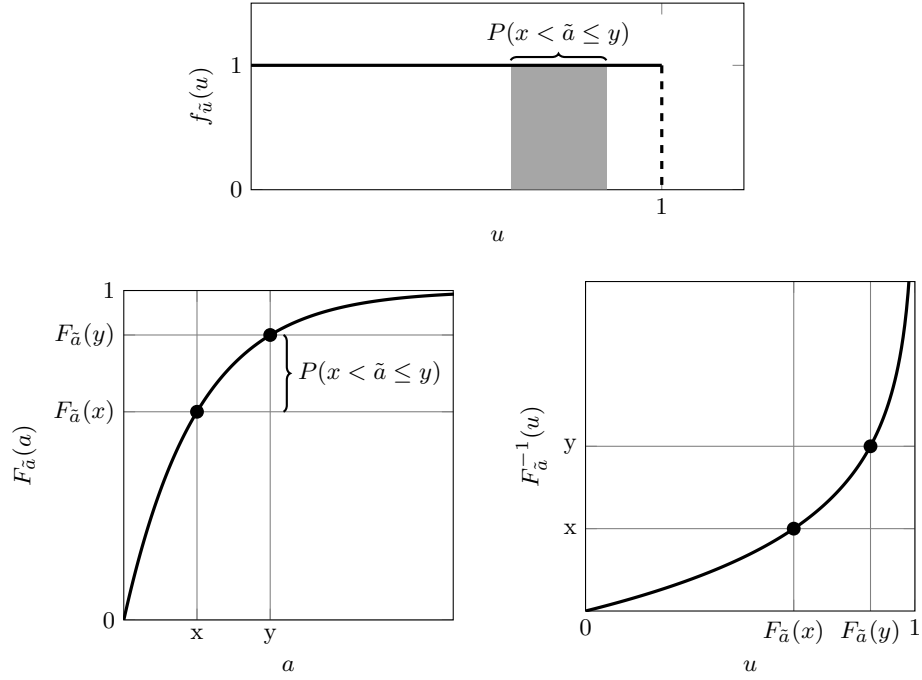 P(x < ã ≤ y)
1
f_ũ(u)
0
1
u
1
F_ã(y)
P(x < ã ≤ y)
F_ã(x)
F_ã(a)
0
x
y
a
F_ã^{-1}(u)
y
x
0
F_ã(x)
F_ã(y)
1
u